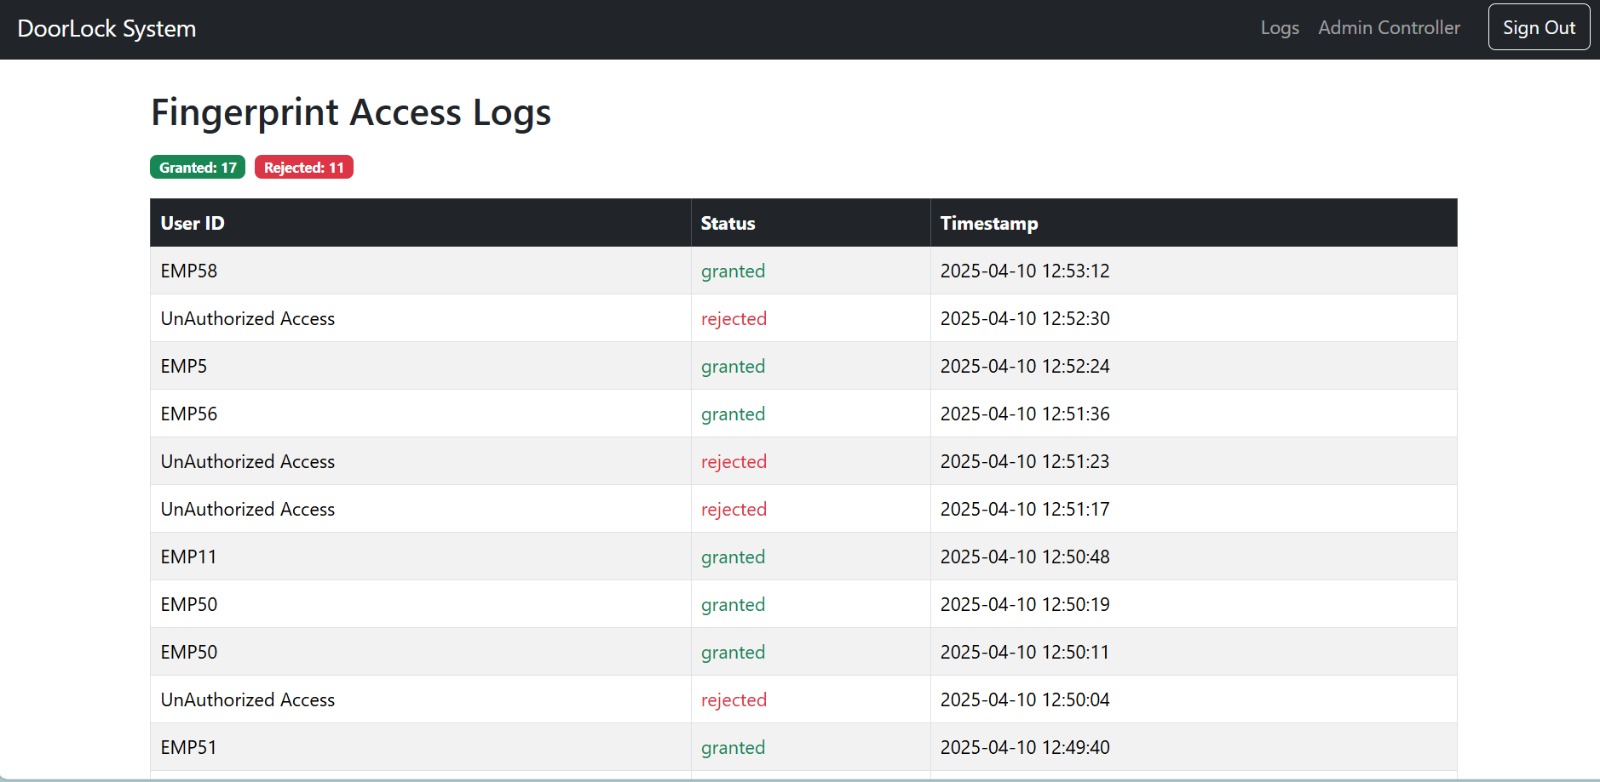 DoorLock System Logs Admin Controller Sign Out
Fingerprint Access Logs
Granted: 17 Rejected: 11
User ID Status Timestamp
EMP58 granted 2025-04-10 12:53:12
UnAuthorized Access rejected 2025-04-10 12:52:30
EMP5 granted 2025-04-10 12:52:24
EMP56 granted 2025-04-10 12:51:36
UnAuthorized Access rejected 2025-04-10 12:51:23
UnAuthorized Access rejected 2025-04-10 12:51:17
EMP11 granted 2025-04-10 12:50:48
EMP50 granted 2025-04-10 12:50:19
EMP50 granted 2025-04-10 12:50:11
UnAuthorized Access rejected 2025-04-10 12:50:04
EMP51 granted 2025-04-10 12:49:40